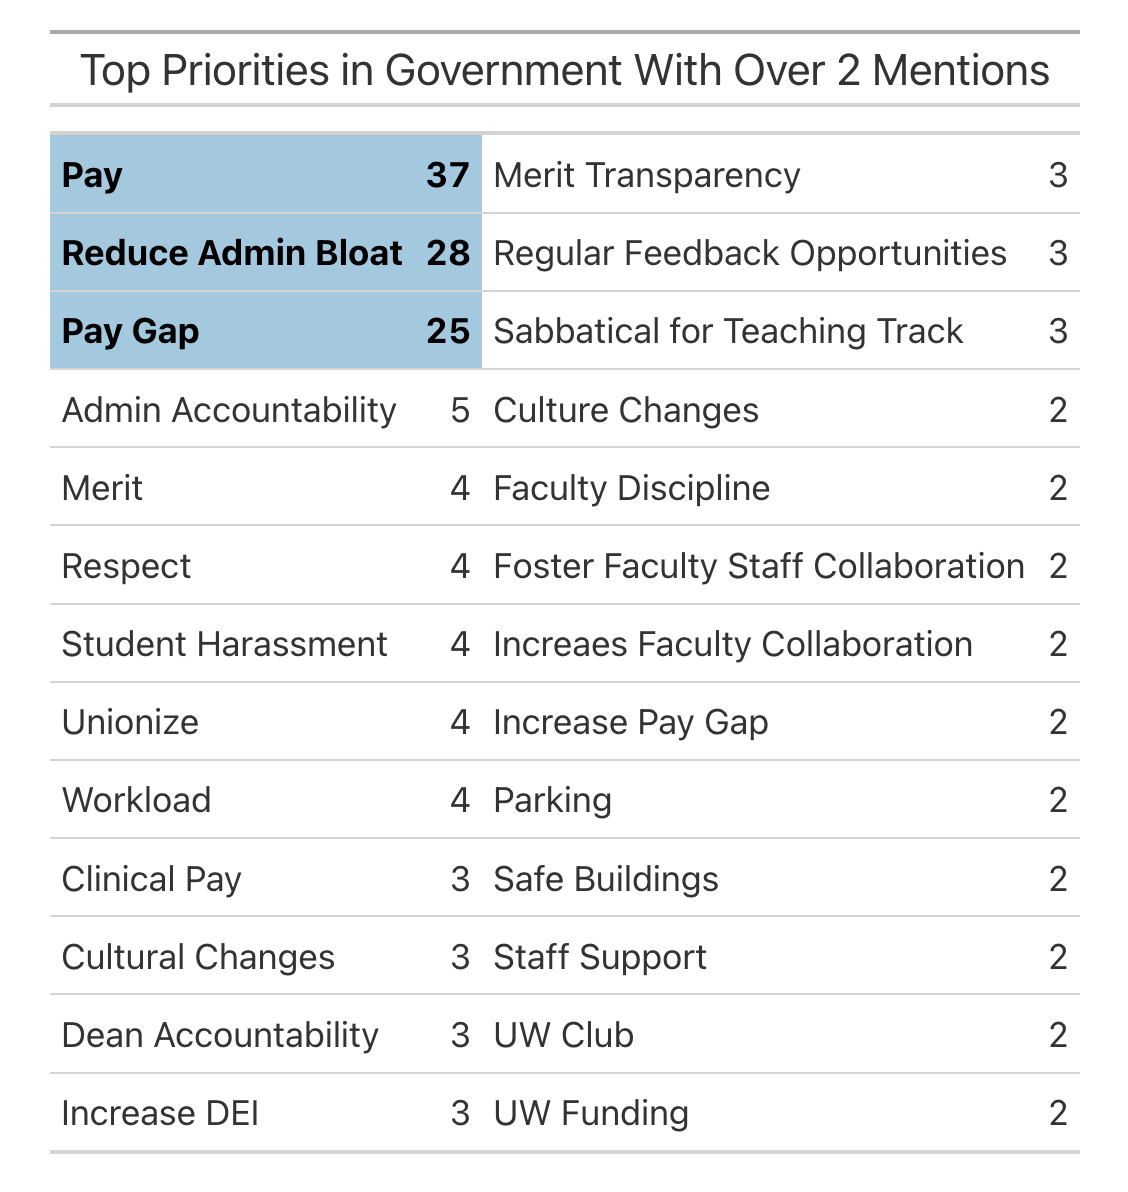 Top Priorities in Government With Over 2 Mentions
Pay 37 Merit Transparency 3
Reduce Admin Bloat 28 Regular Feedback Opportunities 3
Pay Gap 25 Sabbatical for Teaching Track 3
Admin Accountability 5 Culture Changes 2
Merit 4 Faculty Discipline 2
Respect 4 Foster Faculty Staff Collaboration 2
Student Harassment 4 Increaes Faculty Collaboration 2
Unionize 4 Increase Pay Gap 2
Workload 4 Parking 2
Clinical Pay 3 Safe Buildings 2
Cultural Changes 3 Staff Support 2
Dean Accountability 3 UW Club 2
Increase DEI 3 UW Funding 2